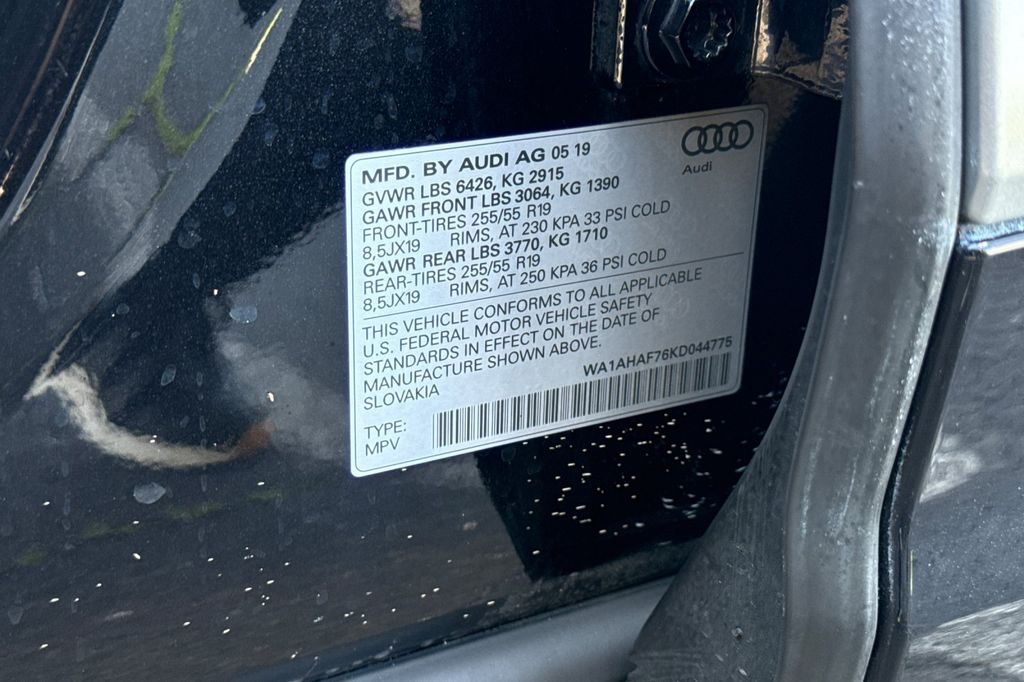 Audi
MFD. BY AUDI AG 05 19
GVWR LBS 6426, KG 2915
GAWR FRONT LBS 3064, KG 1390
FRONT-TIRES 255/55 R19
8,5JX19 RIMS, AT 230 KPA 33 PSI COLD
GAWR REAR LBS 3770, KG 1710
REAR-TIRES 255/55 R19
8,5JX19 RIMS, AT 250 KPA 36 PSI COLD
THIS VEHICLE CONFORMS TO ALL APPLICABLE
U.S. FEDERAL MOTOR VEHICLE SAFETY
STANDARDS IN EFFECT ON THE DATE OF
MANUFACTURE SHOWN ABOVE.
SLOVAKIA
WA1AHAF76KD044775
TYPE:
MPV